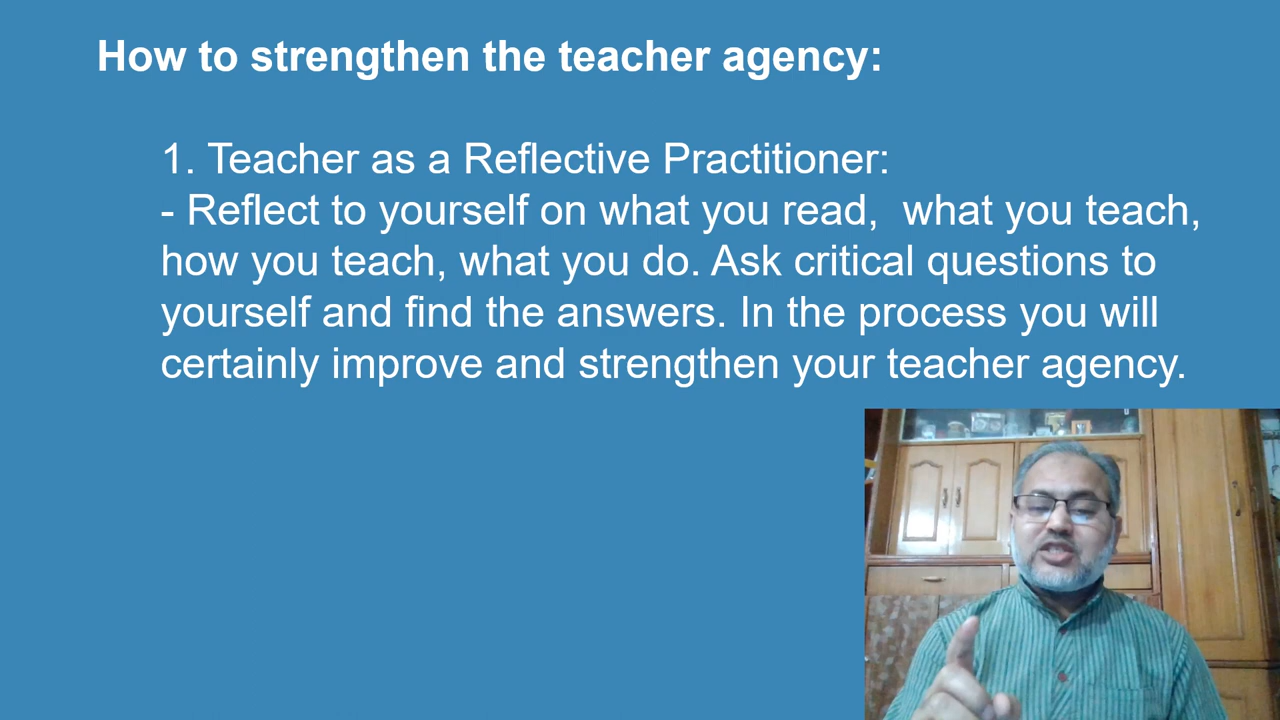 How to strengthen the teacher agency:
1. Teacher as a Reflective Practitioner:
- Reflect to yourself on what you read,  what you teach,
how you teach, what you do. Ask critical questions to
yourself and find the answers. In the process you will
certainly improve and strengthen your teacher agency.